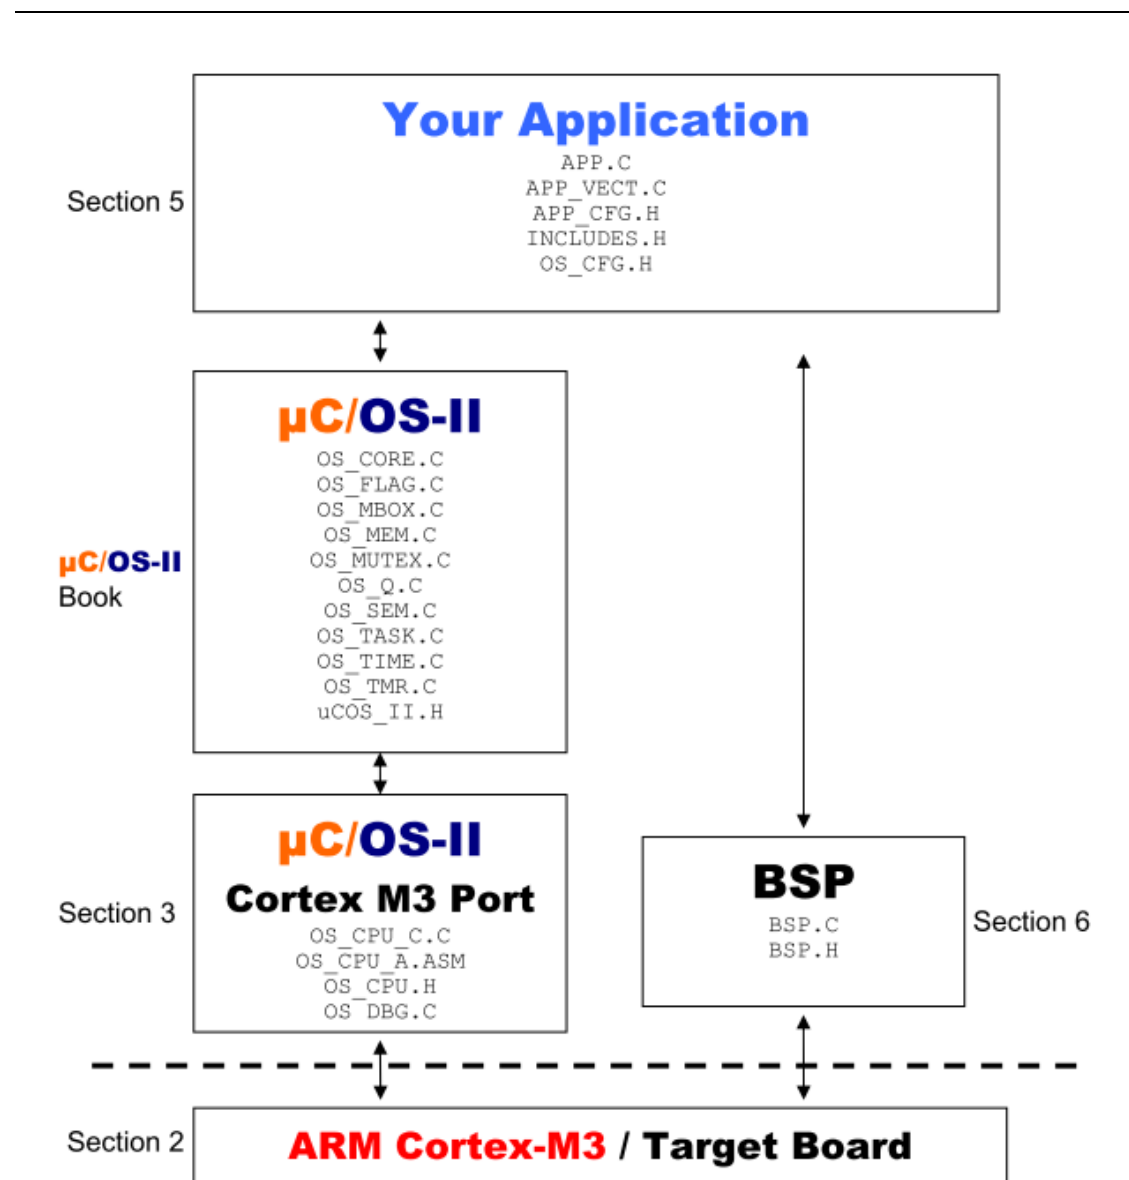 Your Application
APP.C
APP_VECT.C
Section 5
APP_CFG.H
INCLUDES.H
OS_CFG.H
µC/OS-II
OS_CORE.C
OS_FLAG.C
OS_MBOX.C
OS_MEM.C
OS_MUTEX.C
µC/OS-II
Book
OS_Q.C
OS_SEM.C
OS_TASK.C
OS_TIME.C
OS_TMR.C
uCOS_II.H
µC/OS-II
Cortex M3 Port
Section 3
OS_CPU_C.C
OS_CPU_A.ASM
OS_CPU.H
OS_DBG.C
BSP
BSP.C
BSP.H
Section 6
Section 2
ARM Cortex-M3 / Target Board